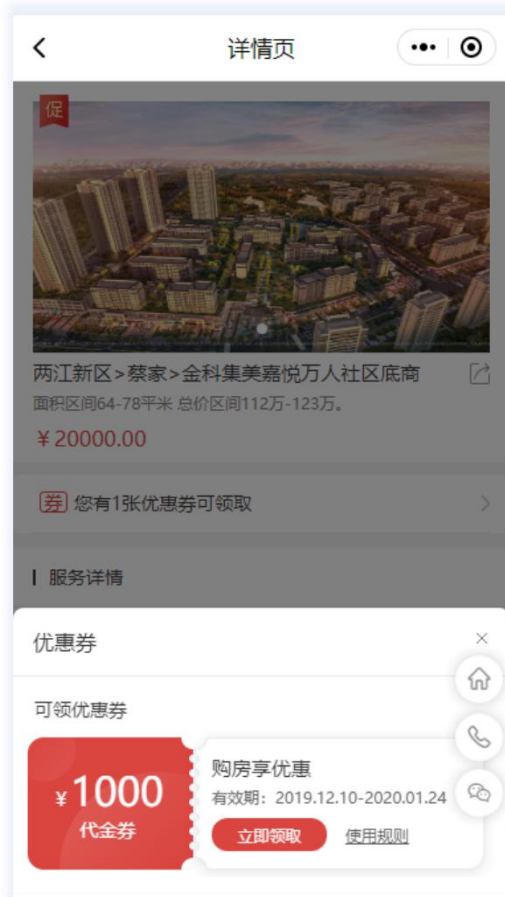 详情页
促
两江新区>蔡家>金科集美嘉悦万人社区底商
面积区间64-78平米 总价区间112万-123万。
￥20000.00
券 您有1张优惠券可领取
服务详情
优惠券
可领优惠券
￥1000
代金券
购房享优惠
有效期：2019.12.10-2020.01.24
立即领取 使用规则